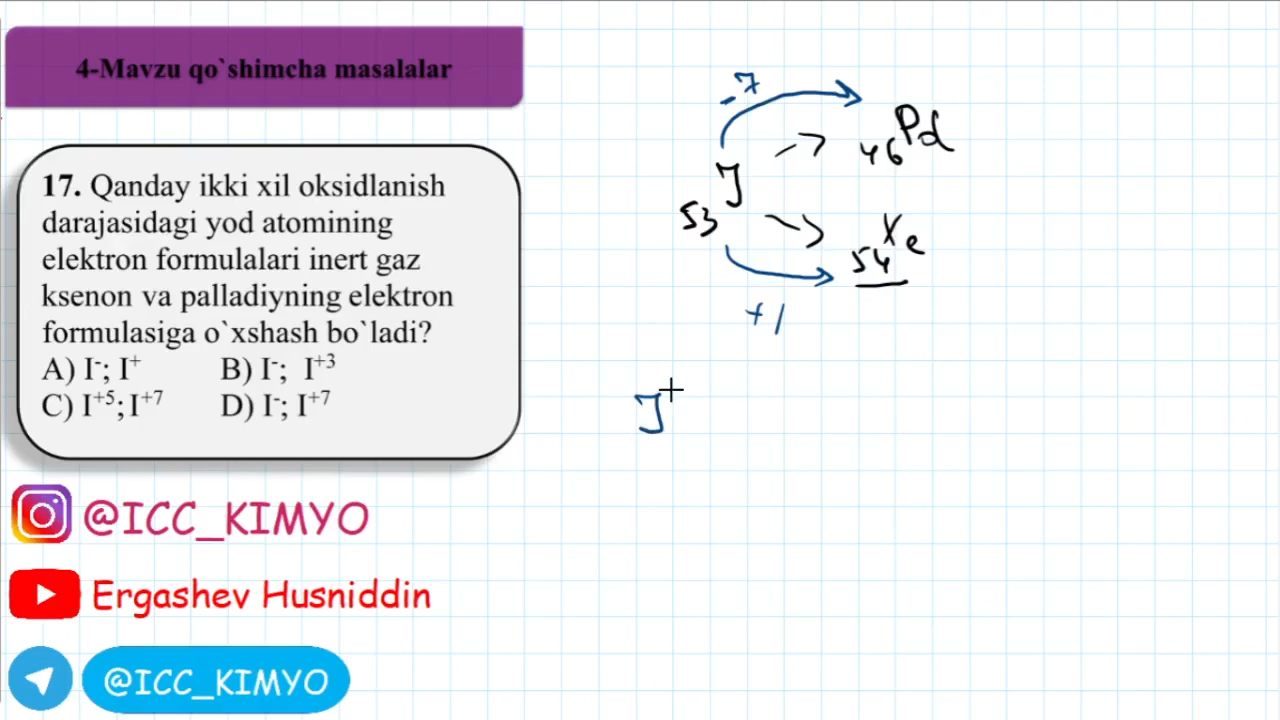 4-Mavzu qo`shimcha masalalar
17. Qanday ikki xil oksidlanish
darajasidagi yod atomining
elektron formulalari inert gaz
ksenon va palladiyning elektron
formulasiga o`xshash bo`ladi?
A) I⁻; I⁺ B) I⁻; I⁺³
C) I⁺⁵; I⁺⁷ D) I⁻; I⁺⁷
@ICC_KIMYO
Ergashev Husniddin
@ICC_KIMYO
-7
46Pd
53J
54Xe
+1
J